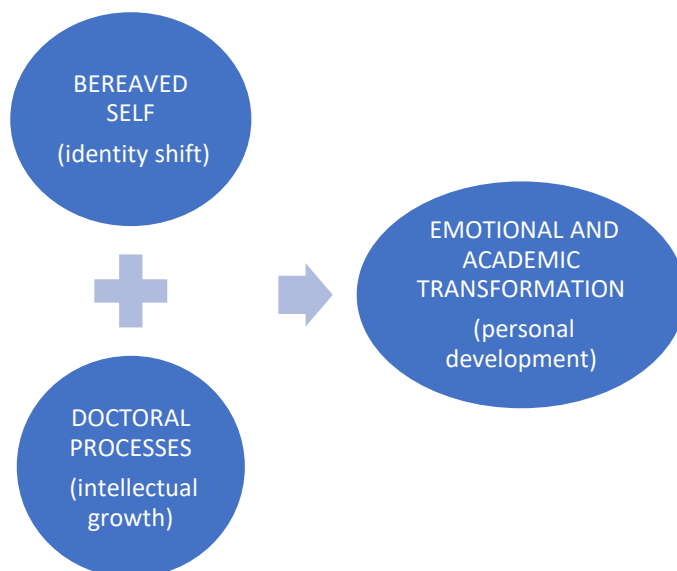 BEREAVED
SELF
(identity shift)
DOCTORAL
PROCESSES
(intellectual
growth)
EMOTIONAL AND
ACADEMIC
TRANSFORMATION
(personal
development)